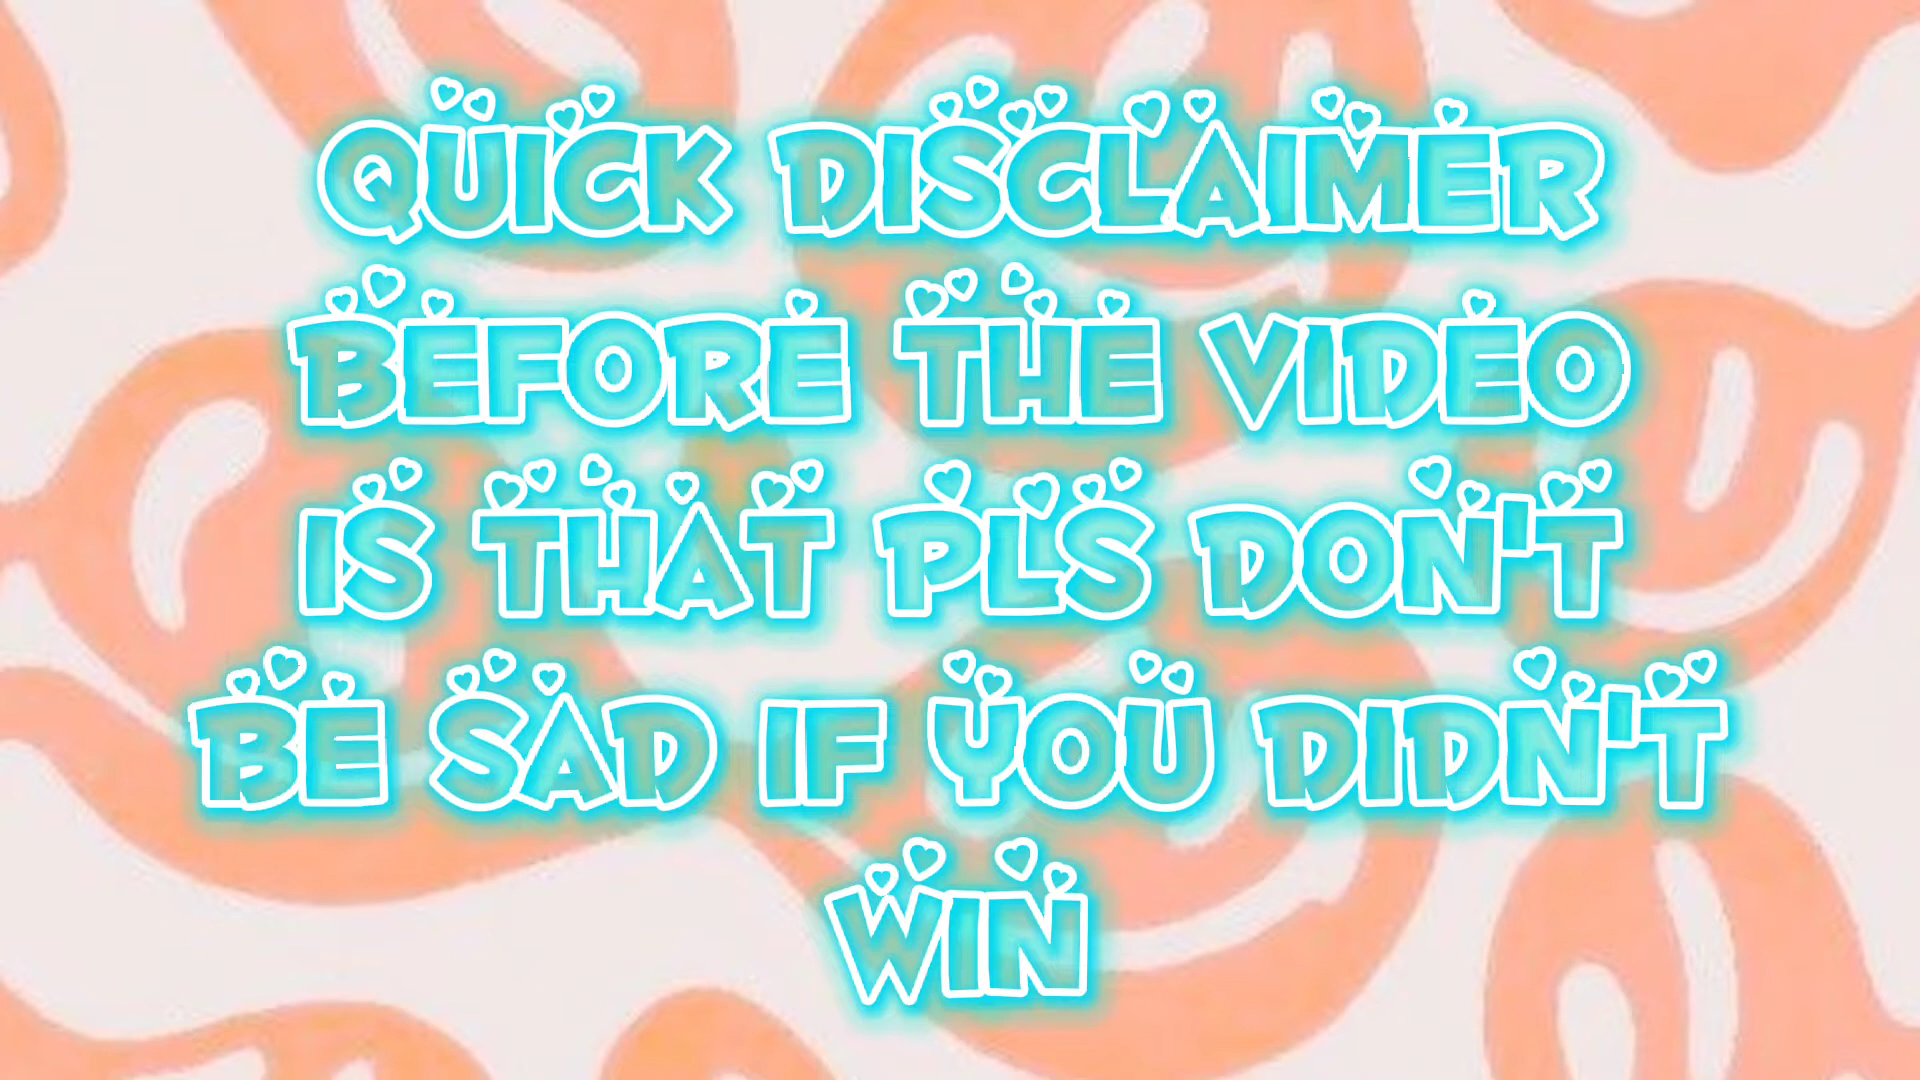 QUICK DISCLAIMER
BEFORE THE VIDEO
IS THAT PLS DON'T
BE SAD IF YOU DIDN'T
WIN